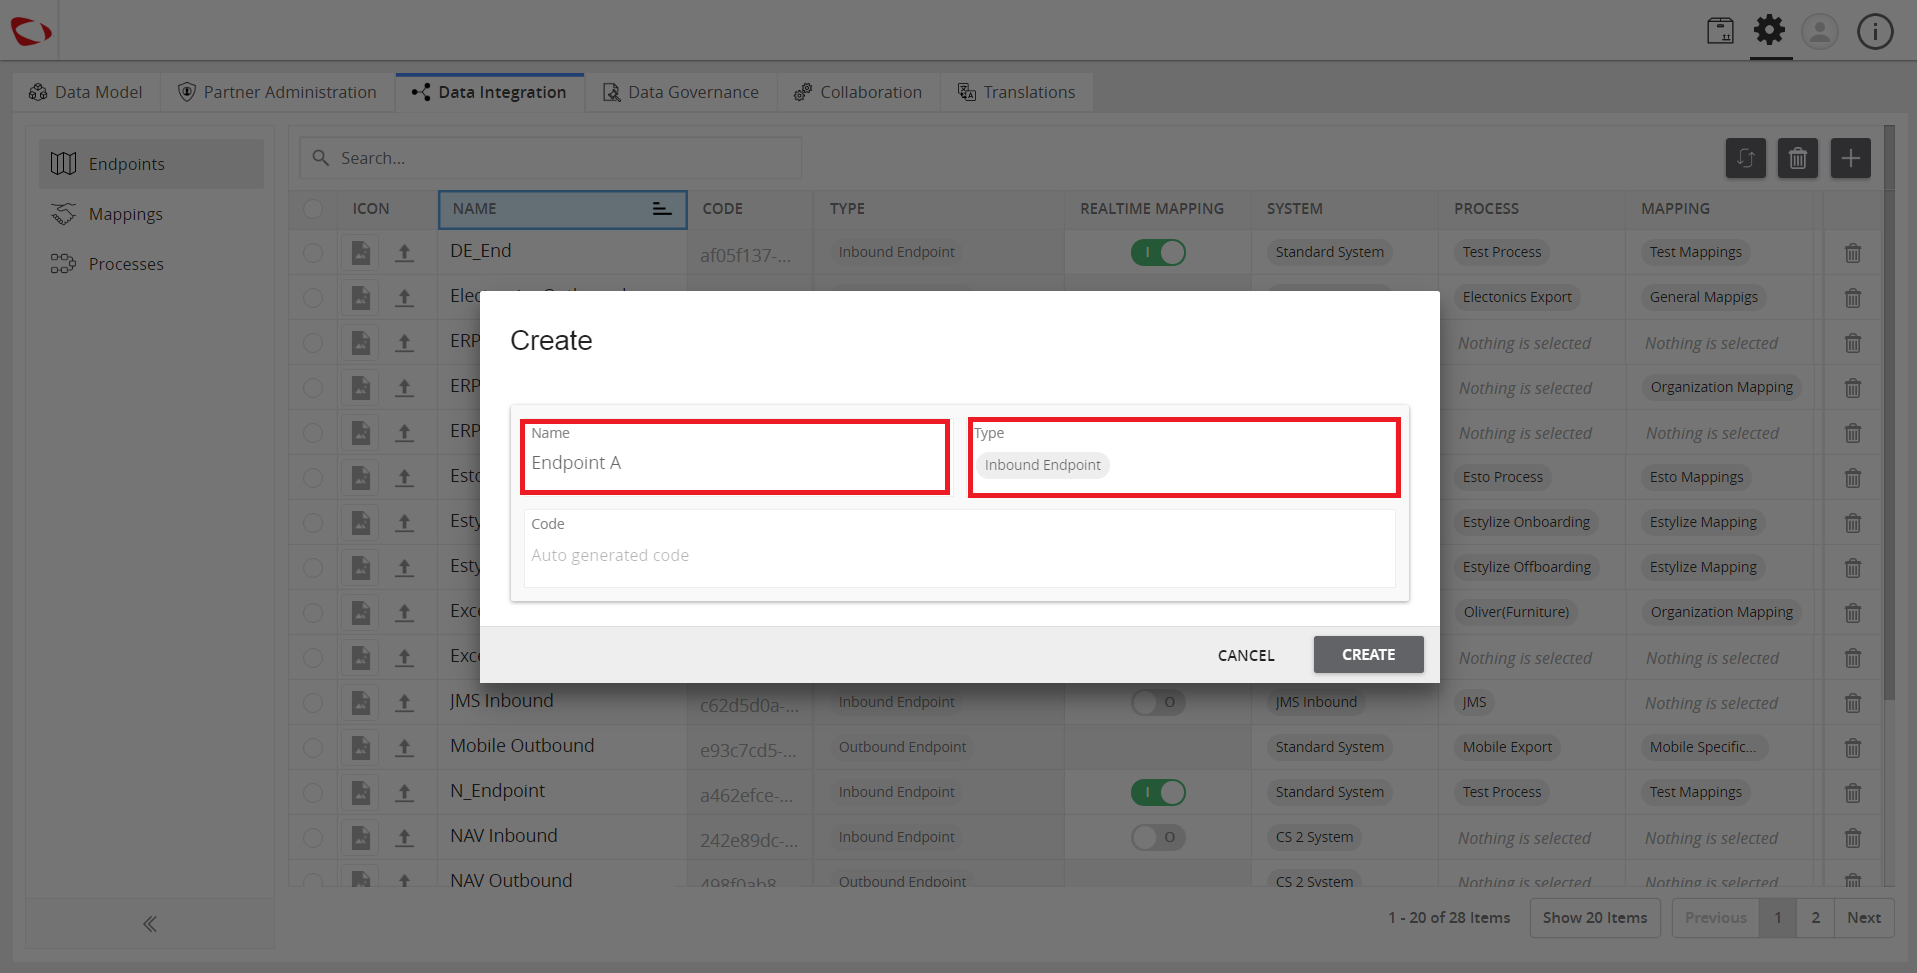 Data Model
Partner Administration
Data Integration
Data Governance
Collaboration
Translations
Endpoints
Mappings
Processes
Search...
ICON NAME CODE TYPE REALTIME MAPPING SYSTEM PROCESS MAPPING
DE_End af05f137-... Inbound Endpoint Standard System Test Process Test Mappings
Electonics Export General Mappigs
ERP Nothing is selected Nothing is selected
ERP Nothing is selected Organization Mapping
ERP Nothing is selected Nothing is selected
Esto Process Esto Mappings
Esty Estylize Onboarding Estylize Mapping
Esty Estylize Offboarding Estylize Mapping
Exc Oliver(Furniture) Organization Mapping
Exc Nothing is selected Nothing is selected
JMS Inbound c62d5d0a-... Inbound Endpoint JMS Inbound JMS Nothing is selected
Mobile Outbound e93c7cd5-... Outbound Endpoint Standard System Mobile Export Mobile Specific...
N_Endpoint a462efce-... Inbound Endpoint Standard System Test Process Test Mappings
NAV Inbound 242e89dc-... Inbound Endpoint CS 2 System Nothing is selected Nothing is selected
NAV Outbound 498f0ab8 Outbound Endpoint CS 2 System Nothing is selected Nothing is selected
Create
Name
Endpoint A
Type
Inbound Endpoint
Code
Auto generated code
CANCEL
CREATE
1 - 20 of 28 Items
Show 20 Items
Previous 1 2 Next